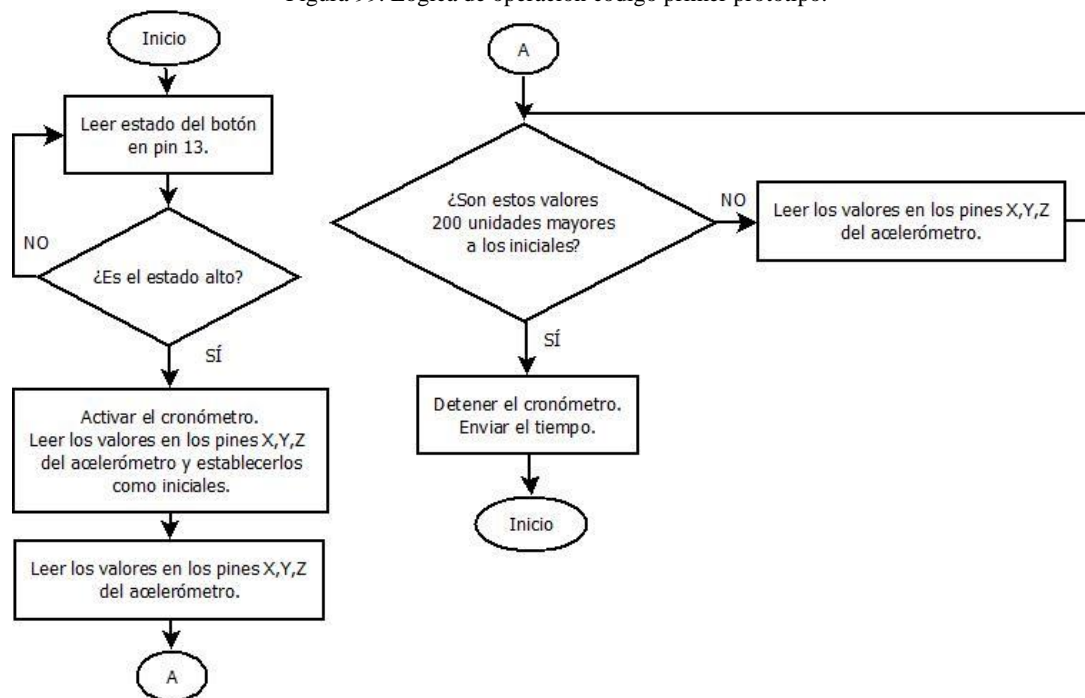 Figura 99. Lógica de operación código primer prototipo.
Inicio
Leer estado del botón
en pin 13.
NO
¿Es el estado alto?
SÍ
Activar el cronómetro.
Leer los valores en los pines X,Y,Z
del acelerómetro y establecerlos
como iniciales.
Leer los valores en los pines X,Y,Z
del acelerómetro.
A
A
¿Son estos valores
200 unidades mayores
a los iniciales?
NO
Leer los valores en los pines X,Y,Z
del acelerómetro.
SÍ
Detener el cronómetro.
Enviar el tiempo.
Inicio